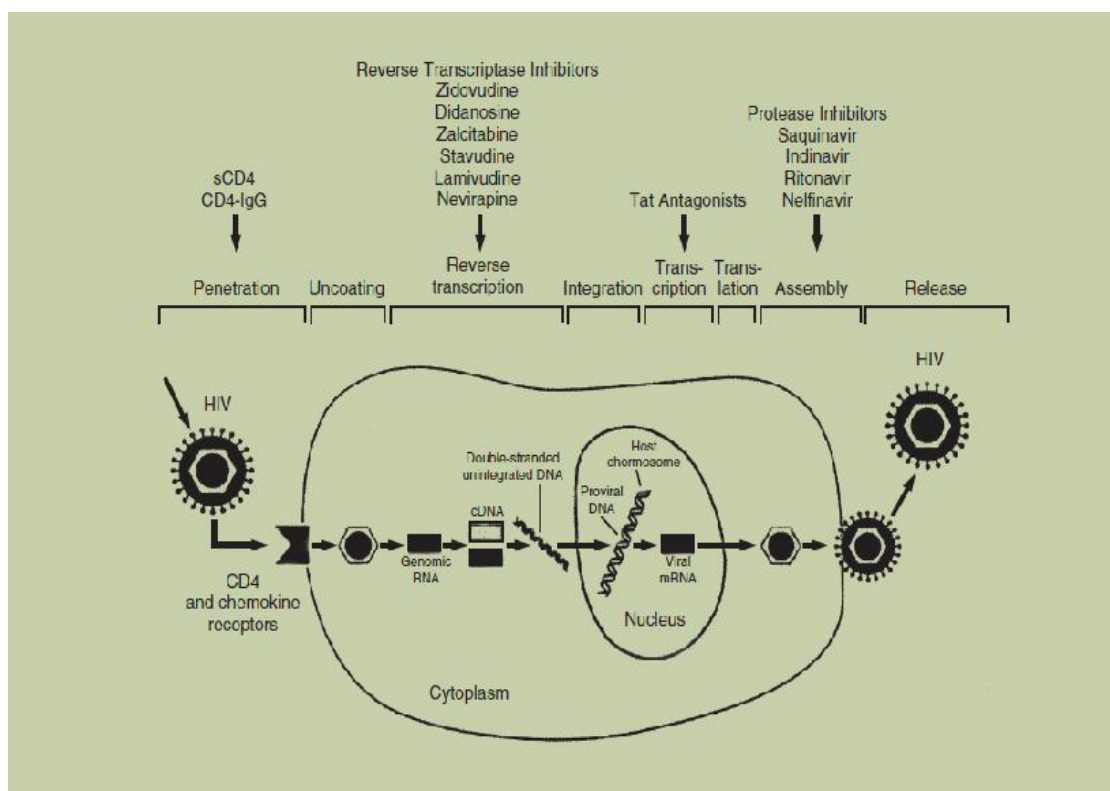 Reverse Transcriptase Inhibitors
Zidovudine
Didanosine
Zalcitabine
Stavudine
Lamivudine
Nevirapine
Protease Inhibitors
Saquinavir
Indinavir
Ritonavir
Nelfinavir
sCD4
CD4-IgG
Tat Antagonists
Penetration
Uncoating
Reverse
transcription
Integration
Trans-
cription
Trans-
lation
Assembly
Release
HIV
HIV
Double-stranded
unintegrated DNA
Host
chormosome
Proviral
DNA
cDNA
Genomic
RNA
Viral
mRNA
CD4
and chemokine
receptors
Nucleus
Cytoplasm